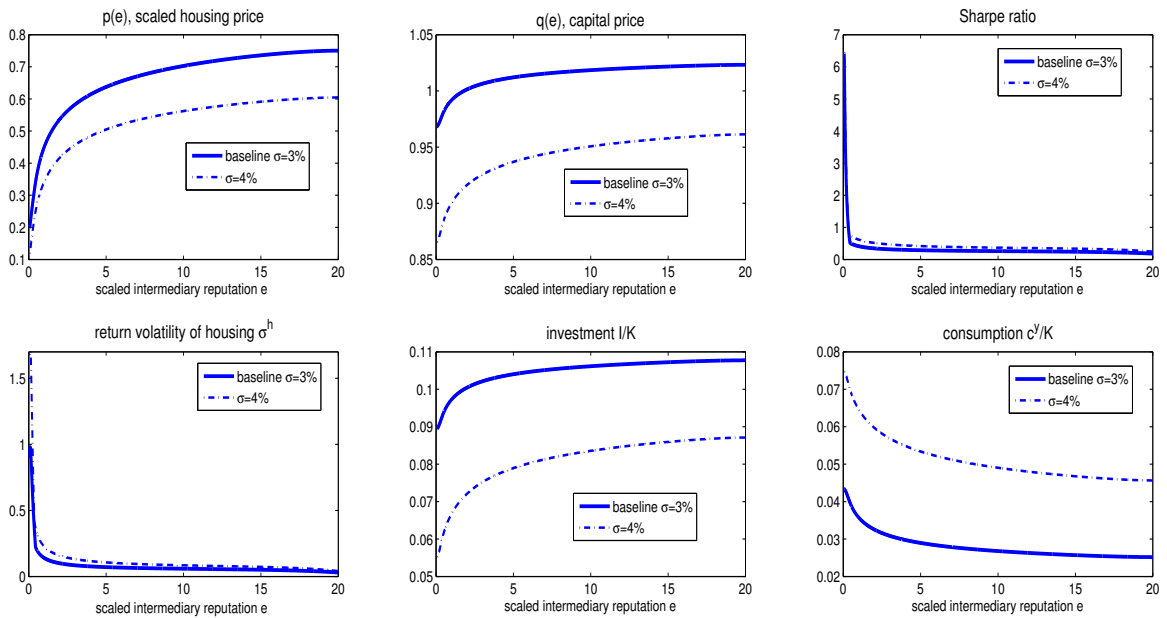 p(e), scaled housing price
0.8
0.7
0.6
0.5
0.4
0.3
0.2
0.1
baseline σ=3%
σ=4%
0 5 10 15 20
scaled intermediary reputation e
q(e), capital price
1.05
1
0.95
0.9
0.85
baseline σ=3%
σ=4%
0 5 10 15 20
scaled intermediary reputation e
Sharpe ratio
7
6
5
4
3
2
1
0
baseline σ=3%
σ=4%
0 5 10 15 20
scaled intermediary reputation e
return volatility of housing σ^h
1.5
1
0.5
0
baseline σ=3%
σ=4%
0 5 10 15 20
scaled intermediary reputation e
investment I/K
0.11
0.1
0.09
0.08
0.07
0.06
0.05
baseline σ=3%
σ=4%
0 5 10 15 20
scaled intermediary reputation e
consumption c^y/K
0.08
0.07
0.06
0.05
0.04
0.03
0.02
baseline σ=3%
σ=4%
0 5 10 15 20
scaled intermediary reputation e